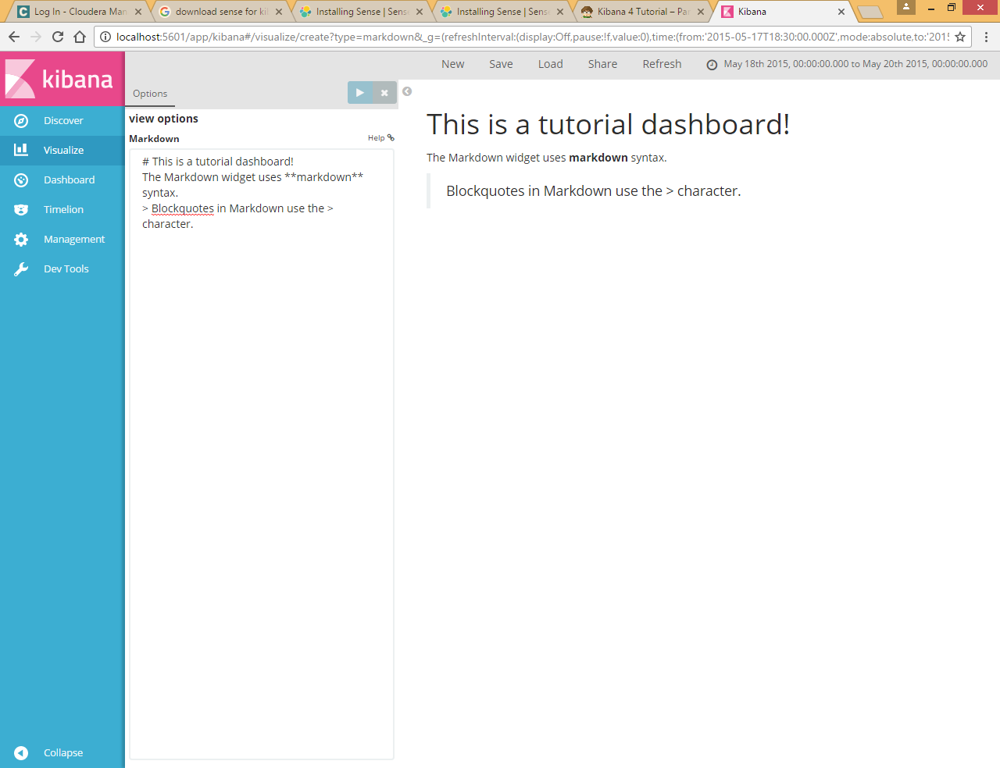 Log In - Cloudera Man
download sense for ki
Installing Sense | Sens
Installing Sense | Sens
Kibana 4 Tutorial – Par
Kibana
localhost:5601/app/kibana#/visualize/create?type=markdown&_g=(refreshInterval:(display:Off,pause:!f,value:0),time:(from:'2015-05-17T18:30:00.000Z',mode:absolute,to:'2015
kibana
New Save Load Share Refresh May 18th 2015, 00:00:00.000 to May 20th 2015, 00:00:00.000
Options
Discover
Visualize
Dashboard
Timelion
Management
Dev Tools
Collapse
view options
Markdown Help
# This is a tutorial dashboard!
The Markdown widget uses **markdown**
syntax.
> Blockquotes in Markdown use the >
character.
This is a tutorial dashboard!
The Markdown widget uses markdown syntax.
Blockquotes in Markdown use the > character.